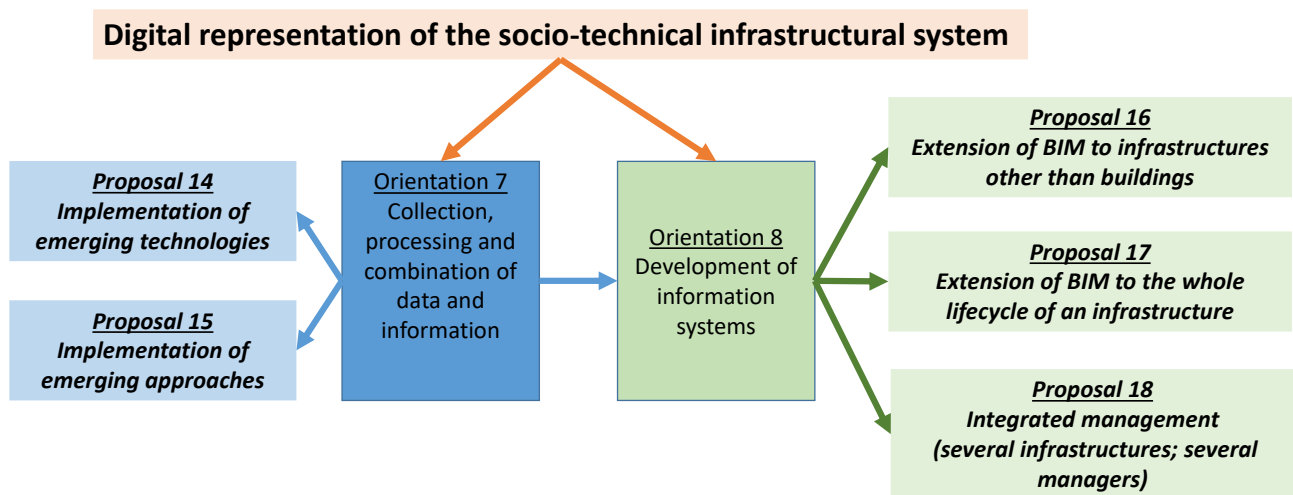 Digital representation of the socio-technical infrastructural system
Proposal 14
Implementation of
emerging technologies
Proposal 15
Implementation of
emerging approaches
Orientation 7
Collection,
processing and
combination of
data and
information
Orientation 8
Development of
information
systems
Proposal 16
Extension of BIM to infrastructures
other than buildings
Proposal 17
Extension of BIM to the whole
lifecycle of an infrastructure
Proposal 18
Integrated management
(several infrastructures; several
managers)